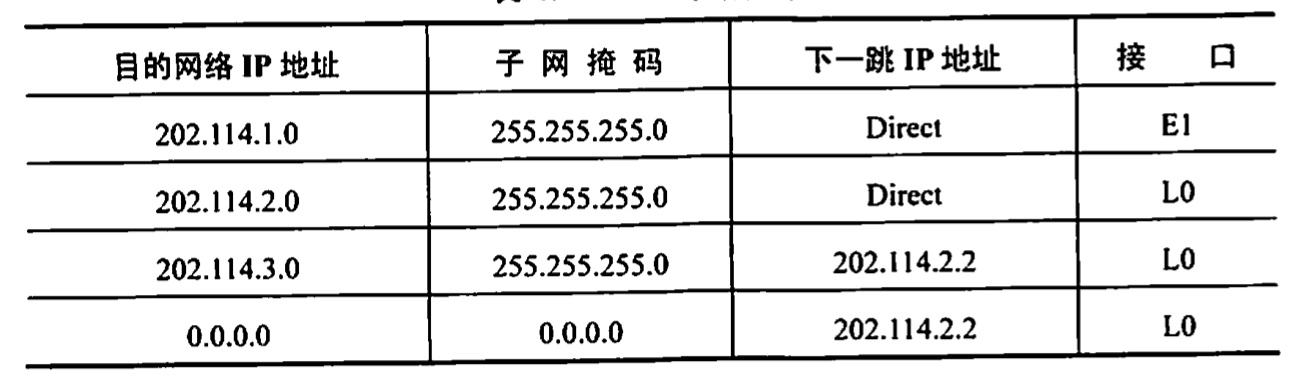 目的网络 IP 地址 子 网 掩 码 下一跳 IP 地址 接 口
202.114.1.0 255.255.255.0 Direct E1
202.114.2.0 255.255.255.0 Direct L0
202.114.3.0 255.255.255.0 202.114.2.2 L0
0.0.0.0 0.0.0.0 202.114.2.2 L0